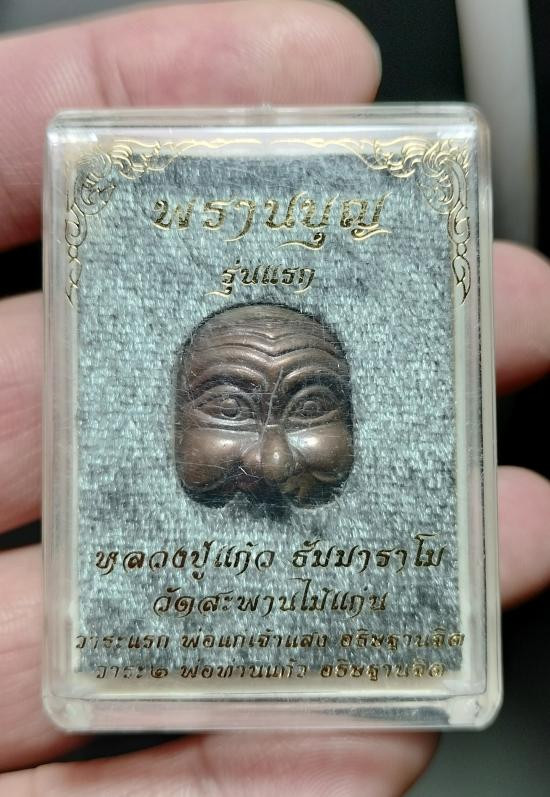 พรานบุญ
รุ่นแรก
หลวงปู่แก้ว ธัมมาราโม
วัดสะพานไม้แก่น
วาระแรก พ่อแก่เจ้าแสง อธิษฐานจิต
วาระ๒ พ่อท่านแก้ว อธิษฐานจิต